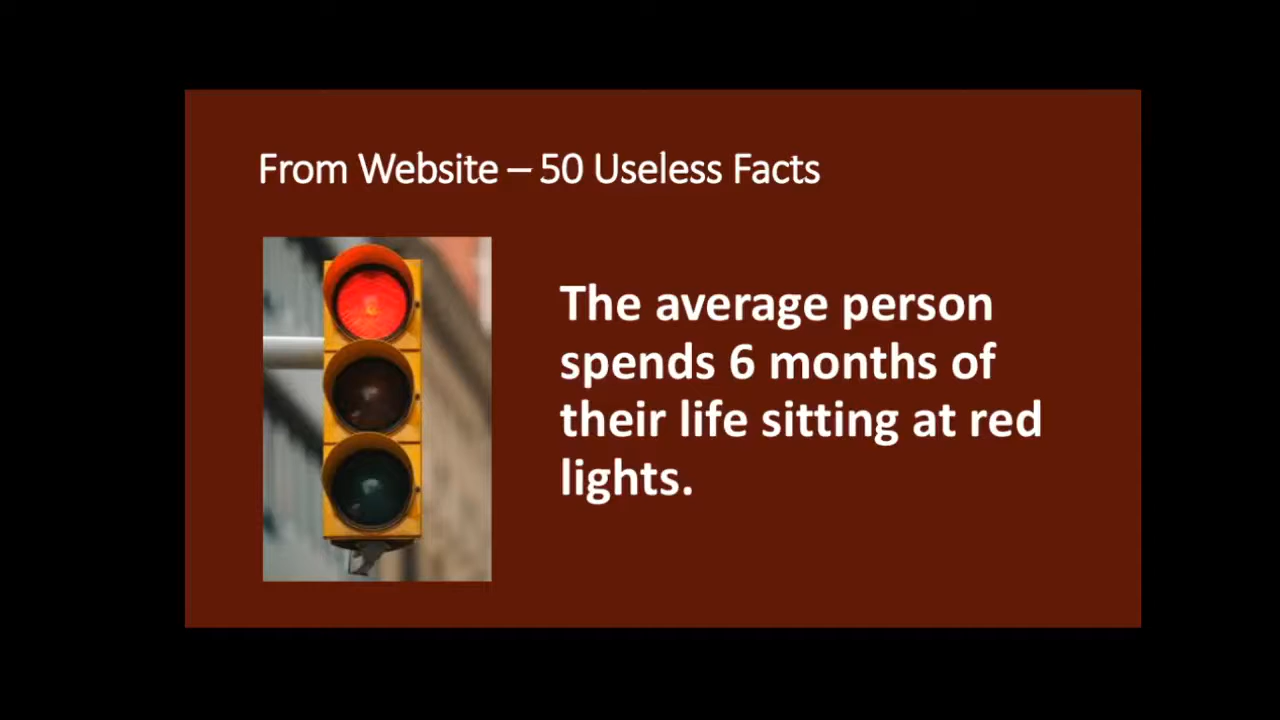 From Website – 50 Useless Facts
The average person
spends 6 months of
their life sitting at red
lights.